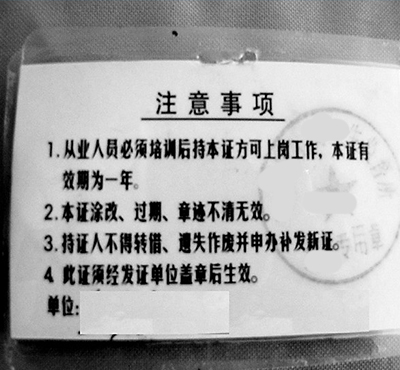 注意事项
1.从业人员必须培训后持本证方可上岗工作，本证有
效期为一年。
2.本证涂改、过期、章迹不清无效。
3.持证人不得转借、遗失作废并申办补发新证。
4.此证须经发证单位盖章后生效。
单位: